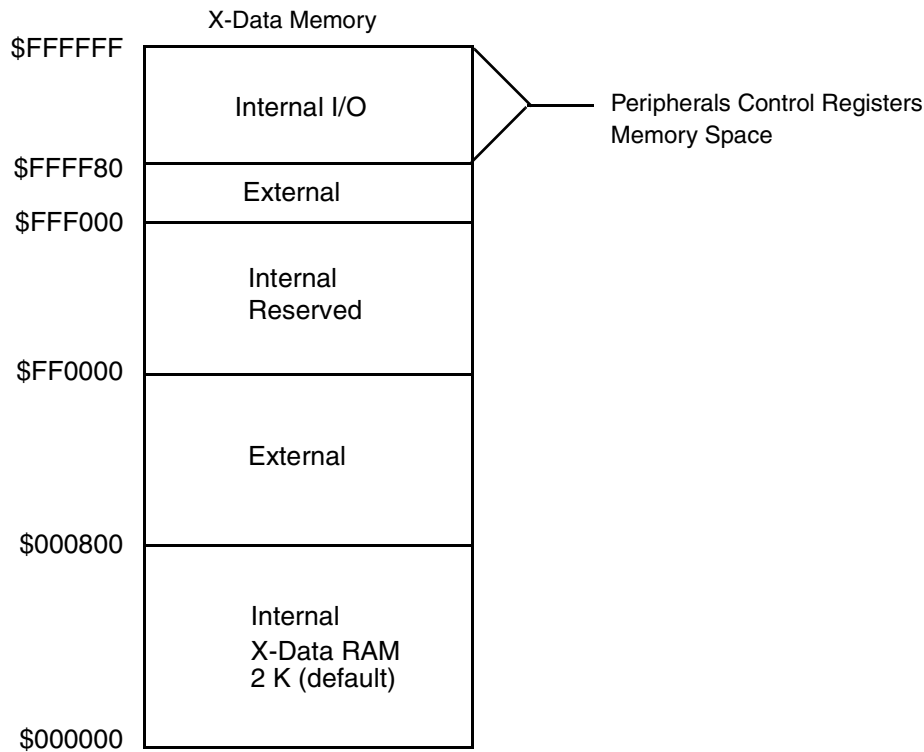 X-Data Memory
$FFFFFF
Internal I/O
Peripherals Control Registers
Memory Space
$FFFF80
External
$FFF000
Internal
Reserved
$FF0000
External
$000800
Internal
X-Data RAM
2 K (default)
$000000